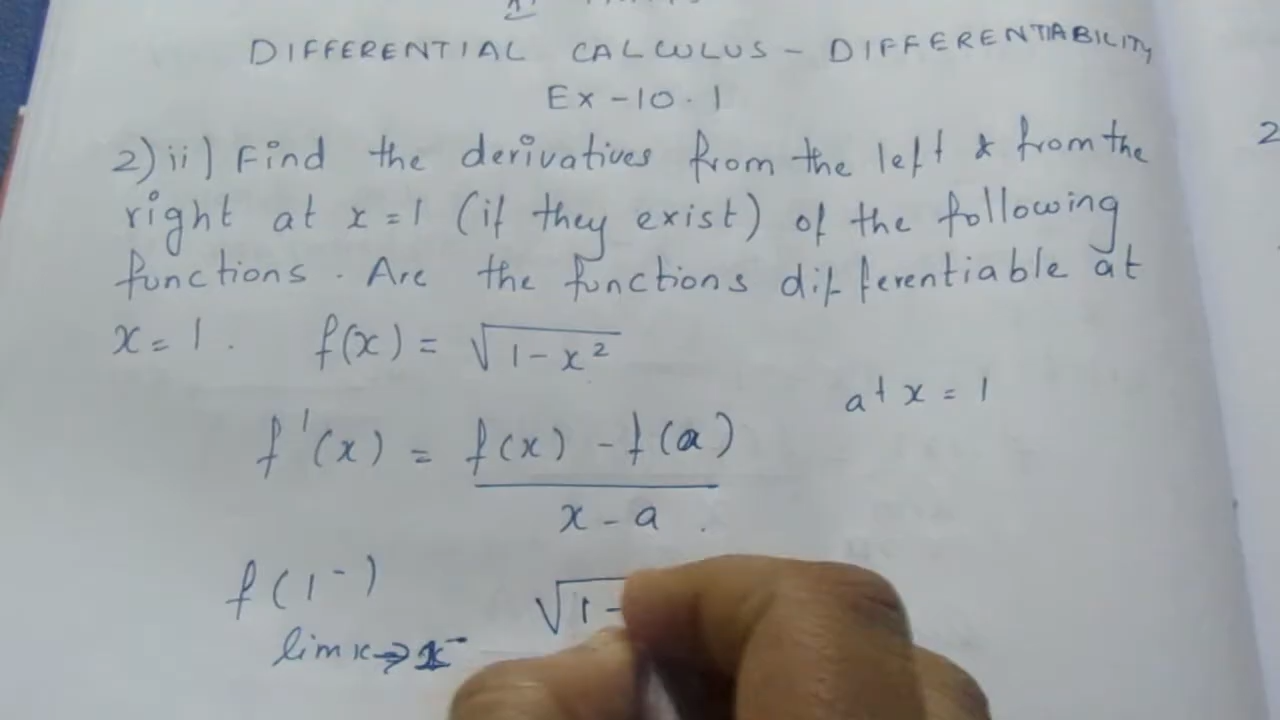 DIFFERENTIAL CALCULUS - DIFFERENTIABILITY
Ex - 10.1
2) ii) Find the derivatives from the left & from the
right at x = 1 (if they exist) of the following
functions. Are the functions differentiable at
x = 1. f(x) = √1 - x²
at x = 1
f'(x) = f(x) - f(a)
x - a
f(1⁻)
√1 -
lim x→1⁻
2